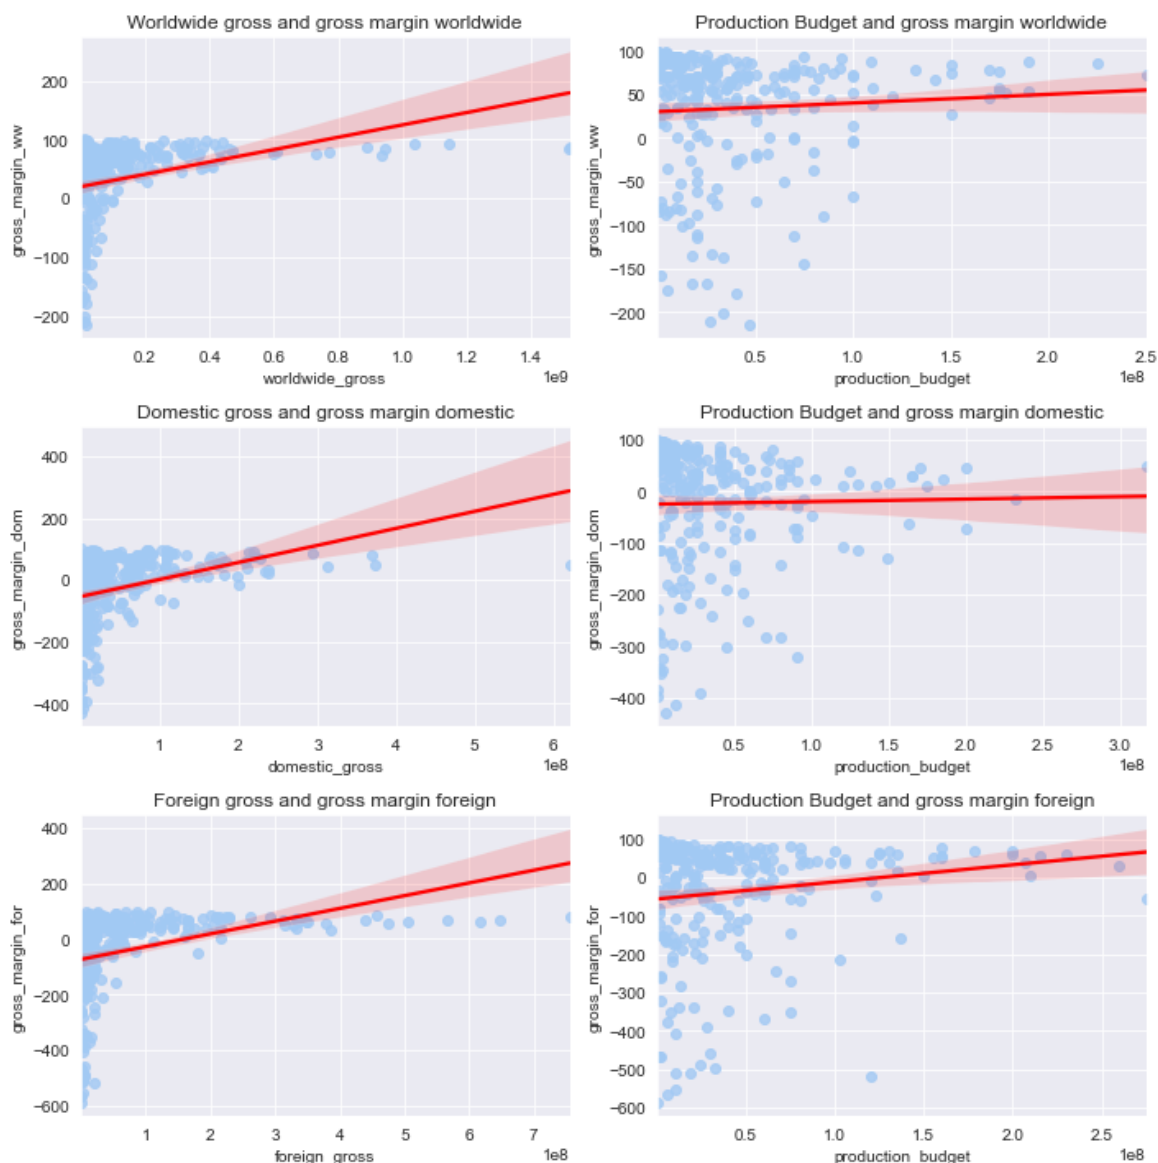 Worldwide gross and gross margin worldwide
gross_margin_ww
200
100
0
−100
−200
0.2 0.4 0.6 0.8 1.0 1.2 1.4
1e9
worldwide_gross
Production Budget and gross margin worldwide
gross_margin_ww
100
50
0
−50
−100
−150
−200
0.5 1.0 1.5 2.0 2.5
1e8
production_budget
Domestic gross and gross margin domestic
gross_margin_dom
400
200
0
−200
−400
1 2 3 4 5 6
1e8
domestic_gross
Production Budget and gross margin domestic
gross_margin_dom
100
0
−100
−200
−300
−400
0.5 1.0 1.5 2.0 2.5 3.0
1e8
production_budget
Foreign gross and gross margin foreign
gross_margin_for
400
200
0
−200
−400
−600
1 2 3 4 5 6 7
1e8
foreign_gross
Production Budget and gross margin foreign
gross_margin_for
100
0
−100
−200
−300
−400
−500
−600
0.5 1.0 1.5 2.0 2.5
1e8
production_budget